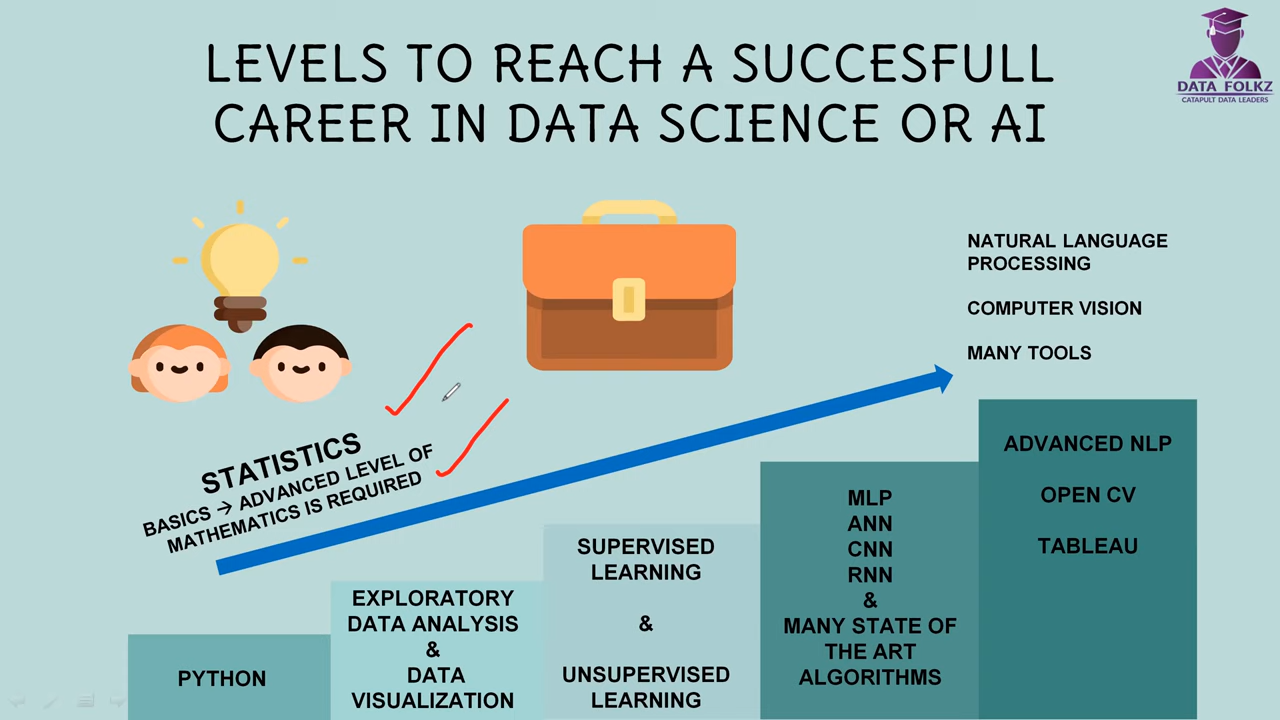 LEVELS TO REACH A SUCCESFULL
CAREER IN DATA SCIENCE OR AI
DATA FOLKZ
CATAPULT DATA LEADERS
NATURAL LANGUAGE
PROCESSING
COMPUTER VISION
MANY TOOLS
STATISTICS
BASICS → ADVANCED LEVEL OF
MATHEMATICS IS REQUIRED
PYTHON
EXPLORATORY
DATA ANALYSIS
&
DATA
VISUALIZATION
SUPERVISED
LEARNING
&
UNSUPERVISED
LEARNING
MLP
ANN
CNN
RNN
&
MANY STATE OF
THE ART
ALGORITHMS
ADVANCED NLP
OPEN CV
TABLEAU